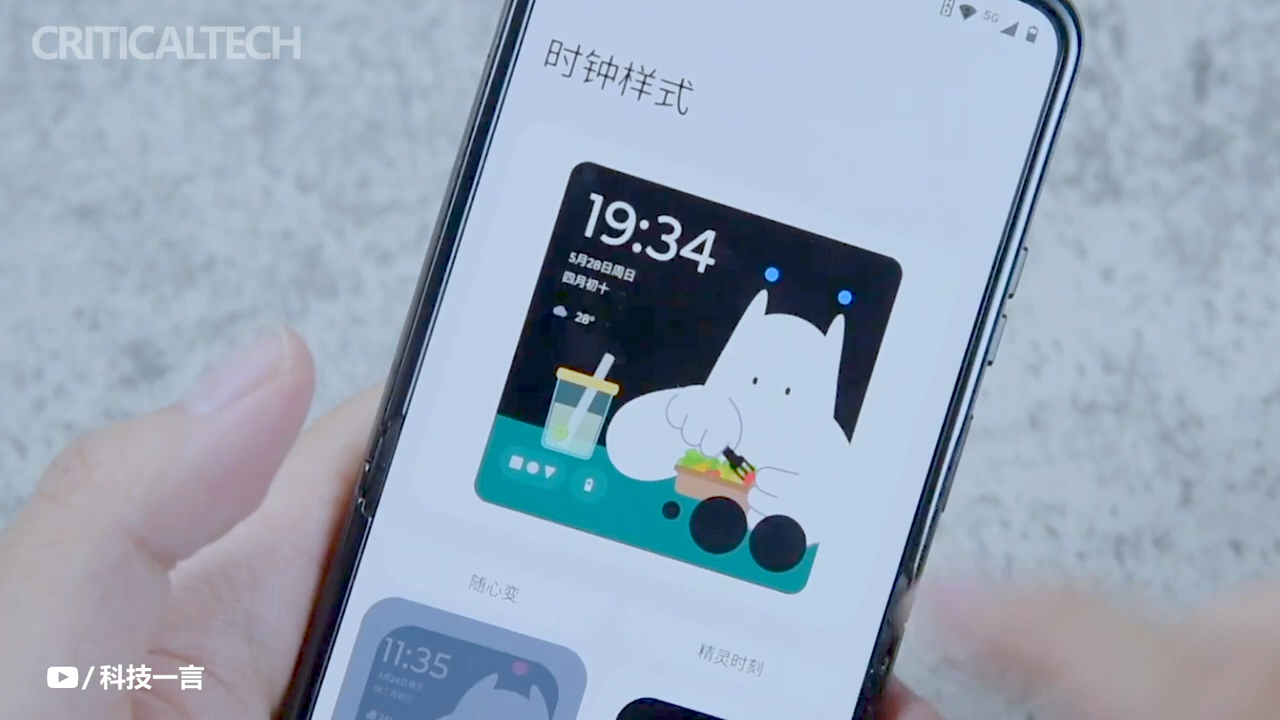 CRITICALTECH
5G
时钟样式
19:34
5月28日周日
四月初十
28°
随心变
精灵时刻
11:35
/ 科技一言